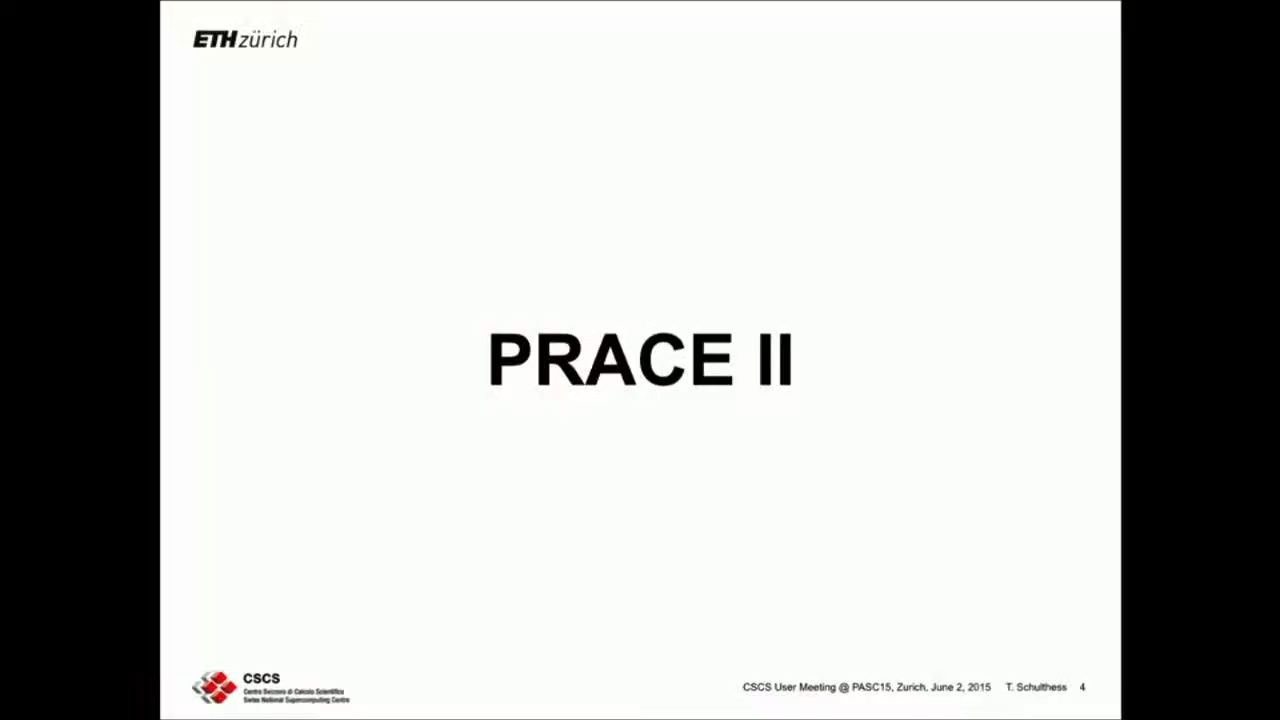 ETH zürich
PRACE II
CSCS
Centro Svizzero di Calcolo Scientifico
Swiss National Supercomputing Centre
CSCS User Meeting @ PASC15, Zurich, June 2, 2015 T. Schulthess 4